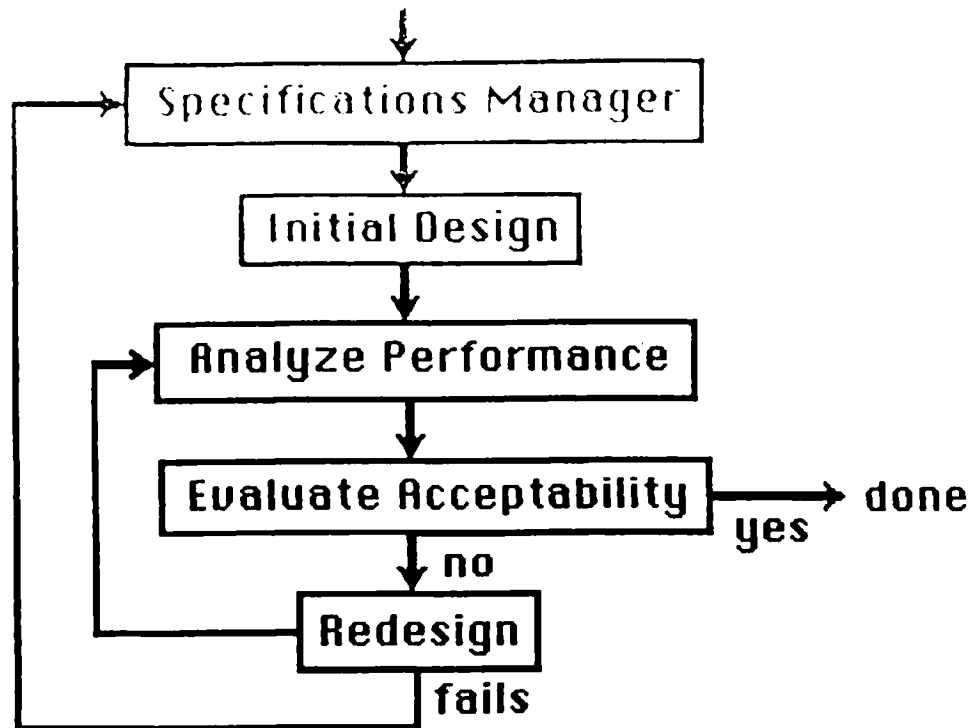 Specifications Manager
Initial Design
Analyze Performance
Evaluate Acceptability
done
yes
no
Redesign
fails